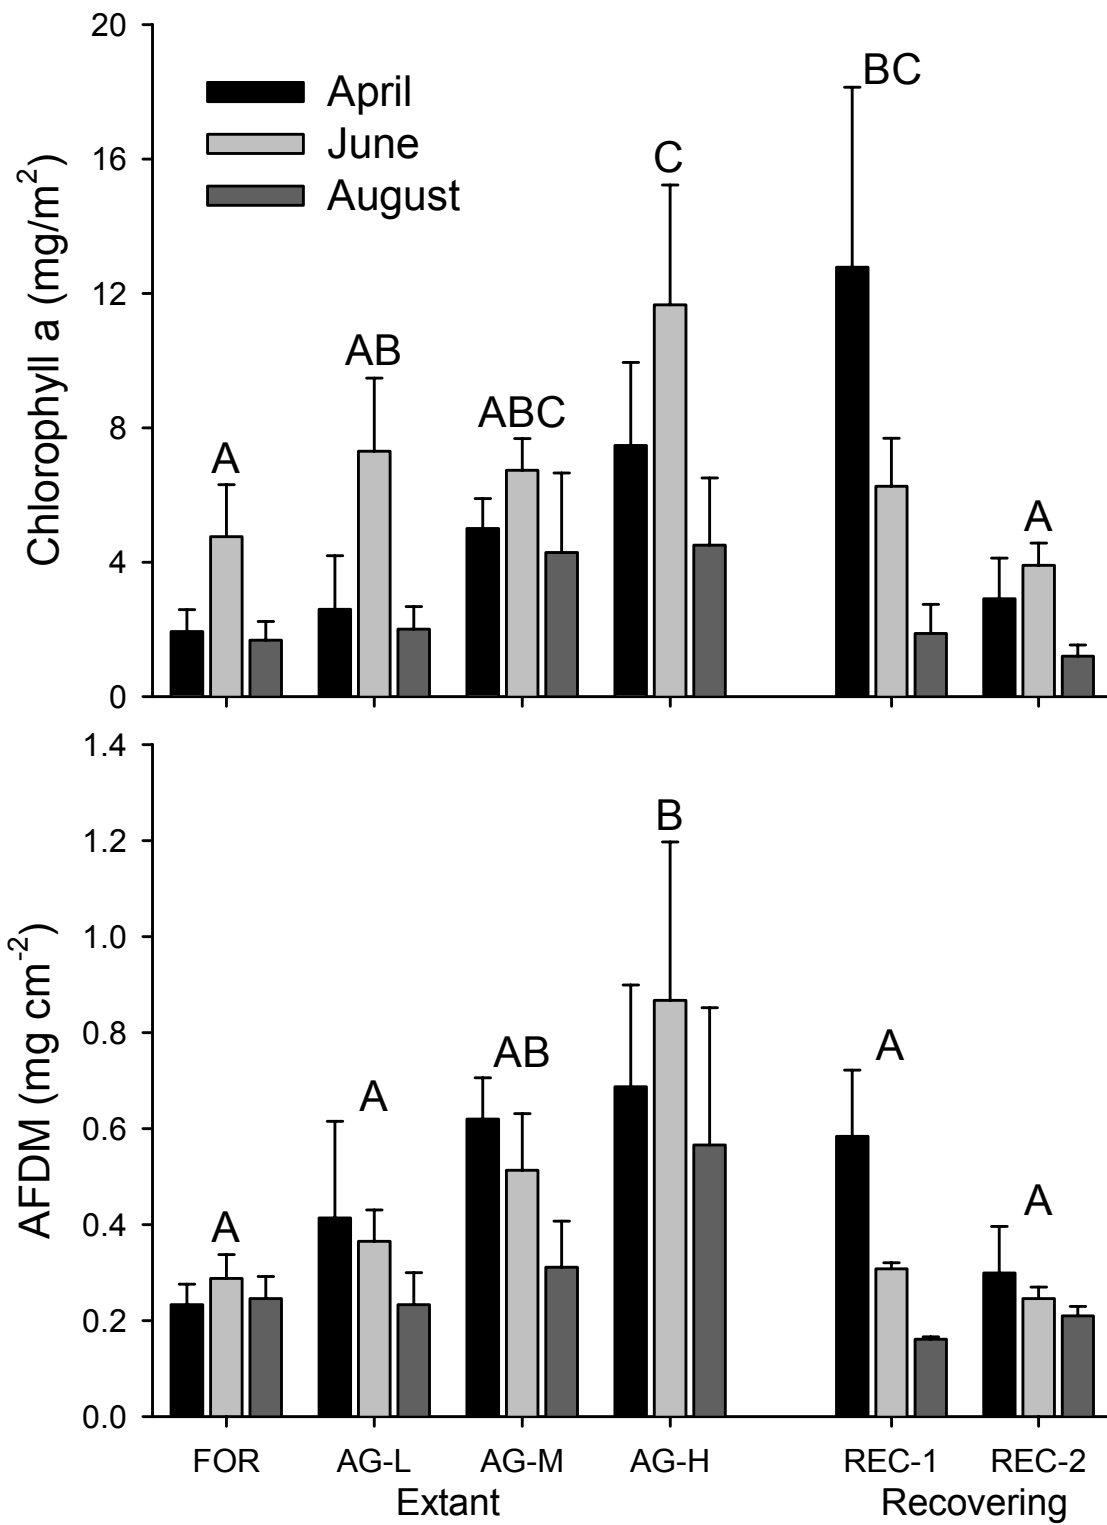 20
BC
April
June
August
16
C
Chlorophyll a (mg/m²)
12
AB
ABC
8
A
A
4
0
1.4
B
1.2
1.0
AFDM (mg cm⁻²)
0.8
AB
A
A
0.6
0.4
A
A
0.2
0.0
FOR AG-L AG-M AG-H REC-1 REC-2
Extant Recovering